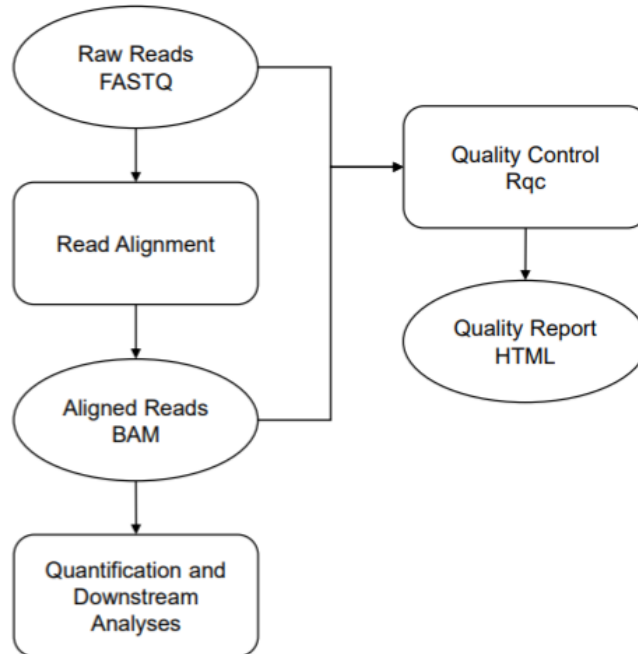 Raw Reads
FASTQ
Read Alignment
Aligned Reads
BAM
Quantification and
Downstream
Analyses
Quality Control
Rqc
Quality Report
HTML